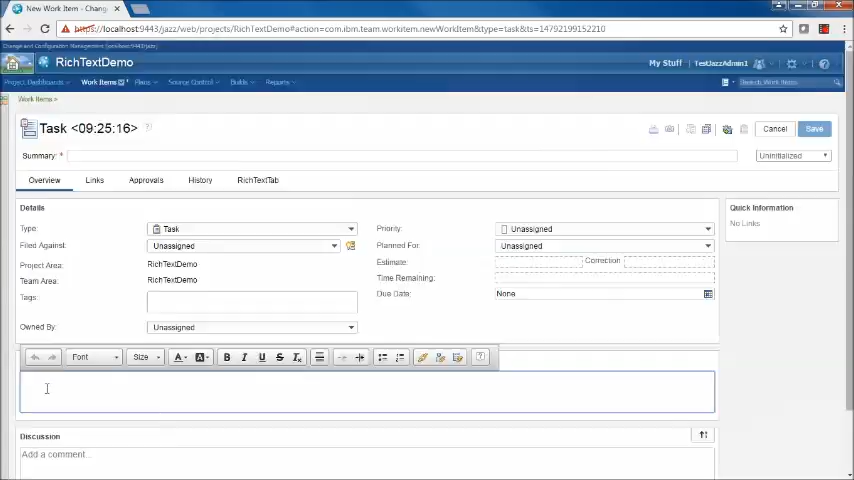 New Work Item - Chang
https://localhost:9443/jazz/web/projects/RichTextDemo#action=com.ibm.team.workitem.newWorkItem&type=task&ts=14792199152210
Change and Configuration Management (localhost:9443/jazz)
RichTextDemo
My Stuff
TestJazzAdmin1
Project Dashboards
Work Items
Plans
Source Control
Builds
Reports
Search Work Items
Work Items >
Task <09:25:16>
Cancel
Save
Summary: *
Uninitialized
Overview
Links
Approvals
History
RichTextTab
Details
Quick Information
No Links
Type:
Task
Priority:
Unassigned
Filed Against:
Unassigned
Planned For:
Unassigned
Project Area:
RichTextDemo
Estimate:
Correction
Team Area:
RichTextDemo
Time Remaining:
Tags:
Due Date:
None
Owned By:
Unassigned
Font
Size
A
A
B
I
U
S
Tx
Discussion
Add a comment...